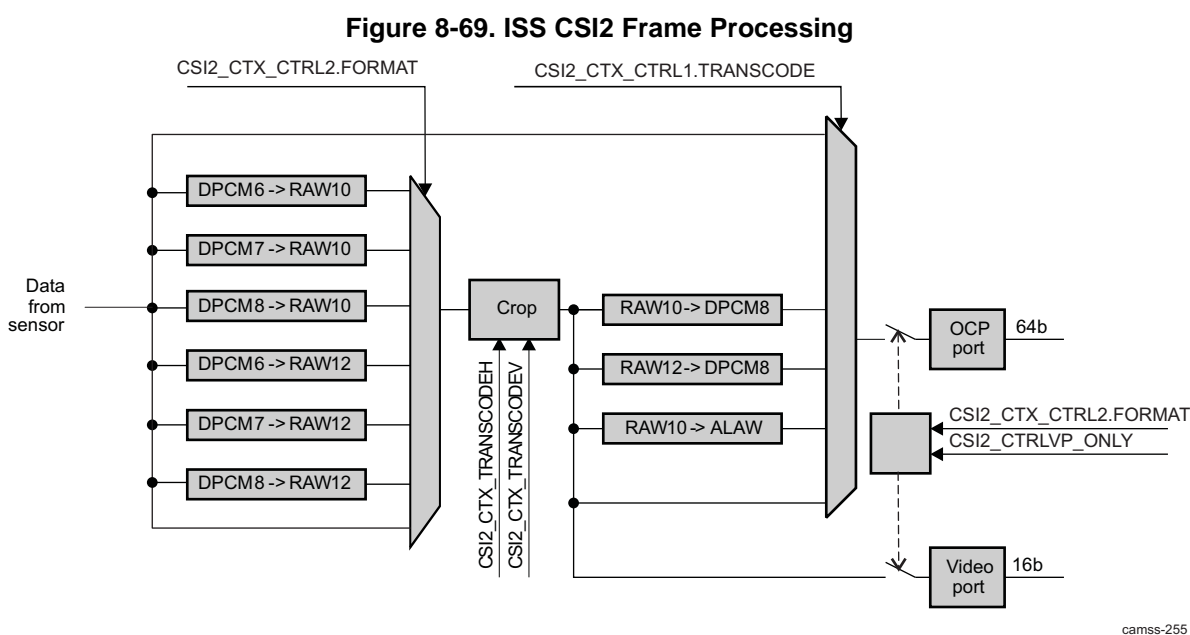 Figure 8-69. ISS CSI2 Frame Processing
CSI2_CTX_CTRL2.FORMAT
CSI2_CTX_CTRL1.TRANSCODE
DPCM6 -> RAW10
DPCM7 -> RAW10
DPCM8 -> RAW10
DPCM6 -> RAW12
DPCM7 -> RAW12
DPCM8 -> RAW12
Data
from
sensor
Crop
CSI2_CTX_TRANSCODEH
CSI2_CTX_TRANSCODEV
RAW10 -> DPCM8
RAW12 -> DPCM8
RAW10 -> ALAW
OCP
port
64b
CSI2_CTX_CTRL2.FORMAT
CSI2_CTRLVP_ONLY
Video
port
16b
camss-255